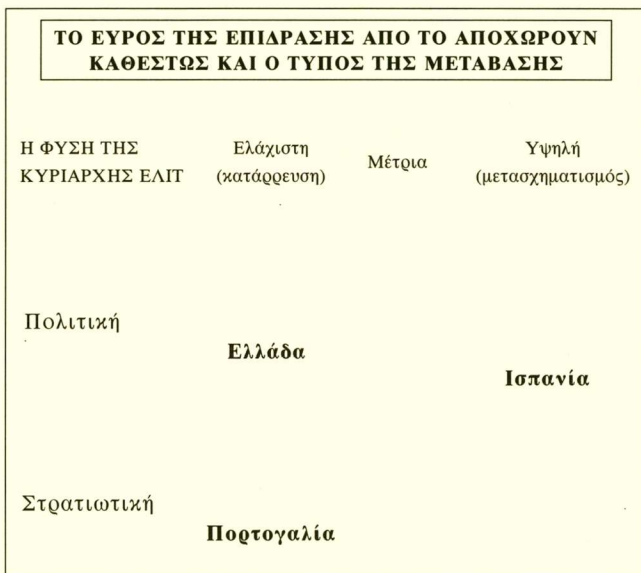 ΤΟ ΕΥΡΟΣ ΤΗΣ ΕΠΙΔΡΑΣΗΣ ΑΠΟ ΤΟ ΑΠΟΧΩΡΟΥΝ
ΚΑΘΕΣΤΩΣ ΚΑΙ Ο ΤΥΠΟΣ ΤΗΣ ΜΕΤΑΒΑΣΗΣ
Η ΦΥΣΗ ΤΗΣ
ΚΥΡΙΑΡΧΗΣ ΕΛΙΤ
Ελάχιστη
(κατάρρευση)
Μέτρια
Υψηλή
(μετασχηματισμός)
Πολιτική
Ελλάδα
Ισπανία
Στρατιωτική
Πορτογαλία